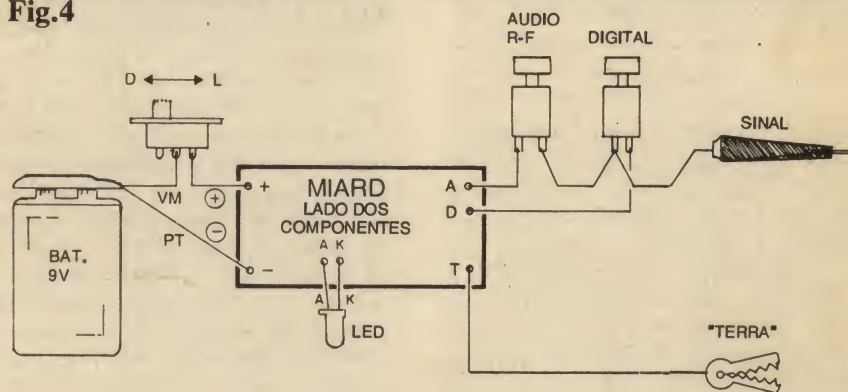 Fig.4
AUDIO
R-F
DIGITAL
D L
SINAL
VM
+
-
PT
BAT.
9V
+
MIARD
LADO DOS
COMPONENTES
A K
-
A
D
T
A K
LED
"TERRA"